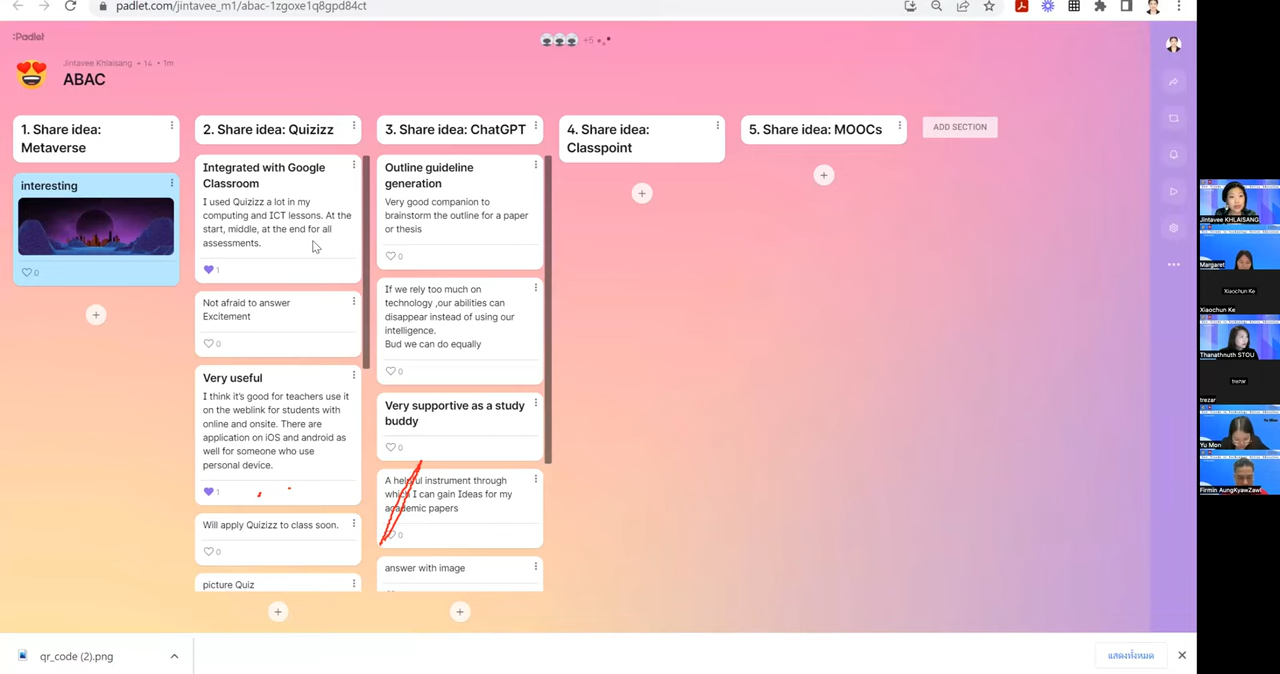 padlet.com/jintavee_m1/abac-1zgoxe1q8gpd84ct
:Padlet
+5
Jintavee Khlaisang • 14 • 1m
ABAC
1. Share idea:
Metaverse
interesting
0
2. Share idea: Quizizz
Integrated with Google
Classroom
I used Quizizz a lot in my
computing and ICT lessons. At the
start, middle, at the end for all
assessments.
1
Not afraid to answer
Excitement
0
Very useful
I think it's good for teachers use it
on the weblink for students with
online and onsite. There are
application on iOS and android as
well for someone who use
personal device.
1
Will apply Quizizz to class soon.
0
picture Quiz
3. Share idea: ChatGPT
Outline guideline
generation
Very good companion to
brainstorm the outline for a paper
or thesis
0
If we rely too much on
technology ,our abilities can
disappear instead of using our
intelligence.
Bud we can do equally
0
Very supportive as a study
buddy
0
A helpful instrument through
which I can gain Ideas for my
academic papers
0
answer with image
4. Share idea:
Classpoint
5. Share idea: MOOCs
ADD SECTION
Jintavee KHLAISANG
Margaret
Xiaochun Ke
Xiaochun Ke
Thanathnuth STOU
trezar
trezar
Yu Mon
Firmin AungKyawZaw
qr_code (2).png
แสดงทั้งหมด